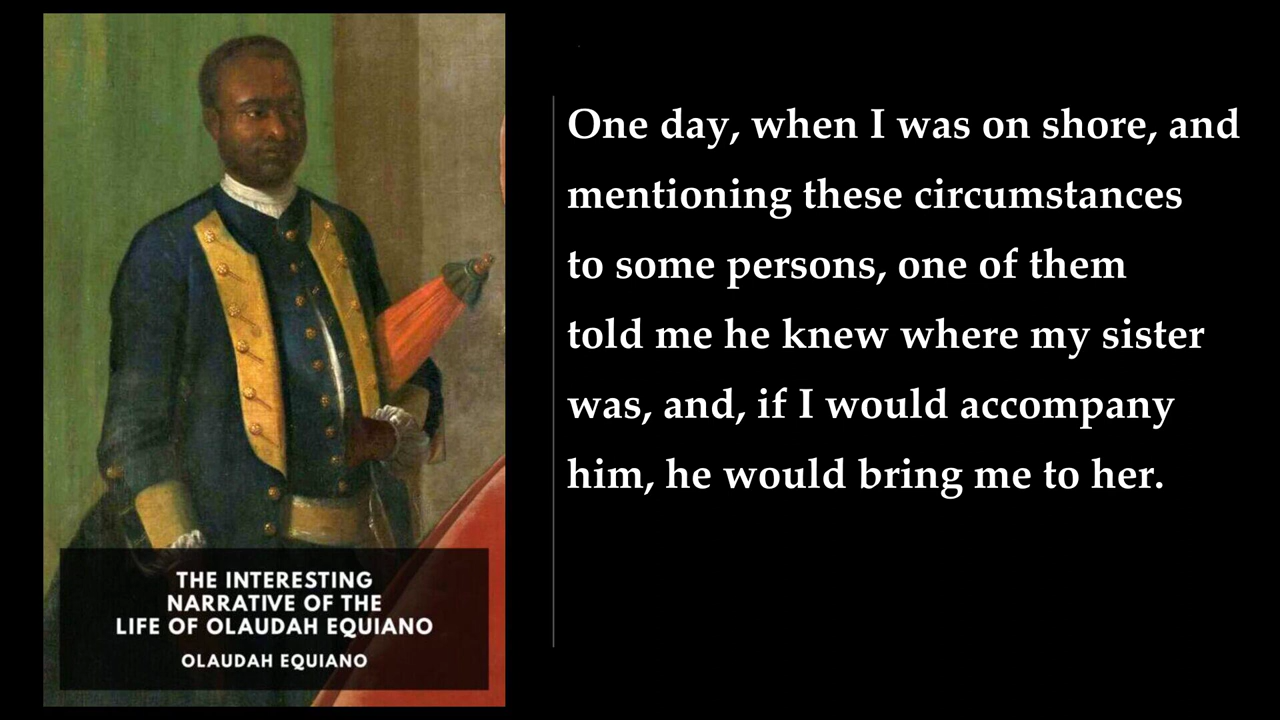 THE INTERESTING
NARRATIVE OF THE
LIFE OF OLAUDAH EQUIANO
OLAUDAH EQUIANO
One day, when I was on shore, and
mentioning these circumstances
to some persons, one of them
told me he knew where my sister
was, and, if I would accompany
him, he would bring me to her.